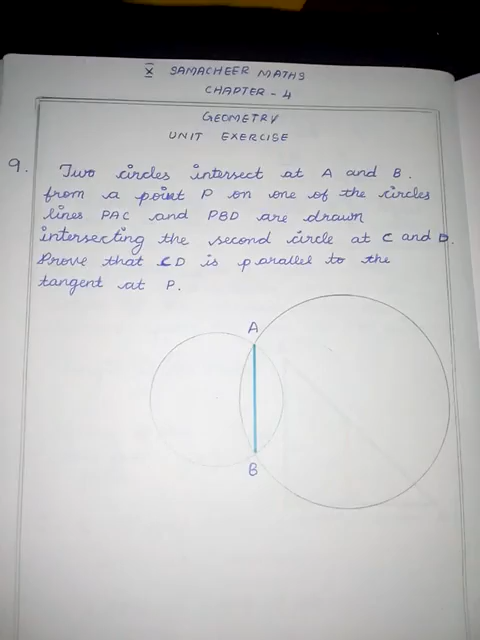 X SAMACHEER MATHS
CHAPTER - 4
GEOMETRY
UNIT EXERCISE
9. Two circles intersect at A and B.
from a point P on one of the circles
lines PAC and PBD are drawn
intersecting the second circle at C and D.
Prove that CD is parallel to the
tangent at P.
A
B